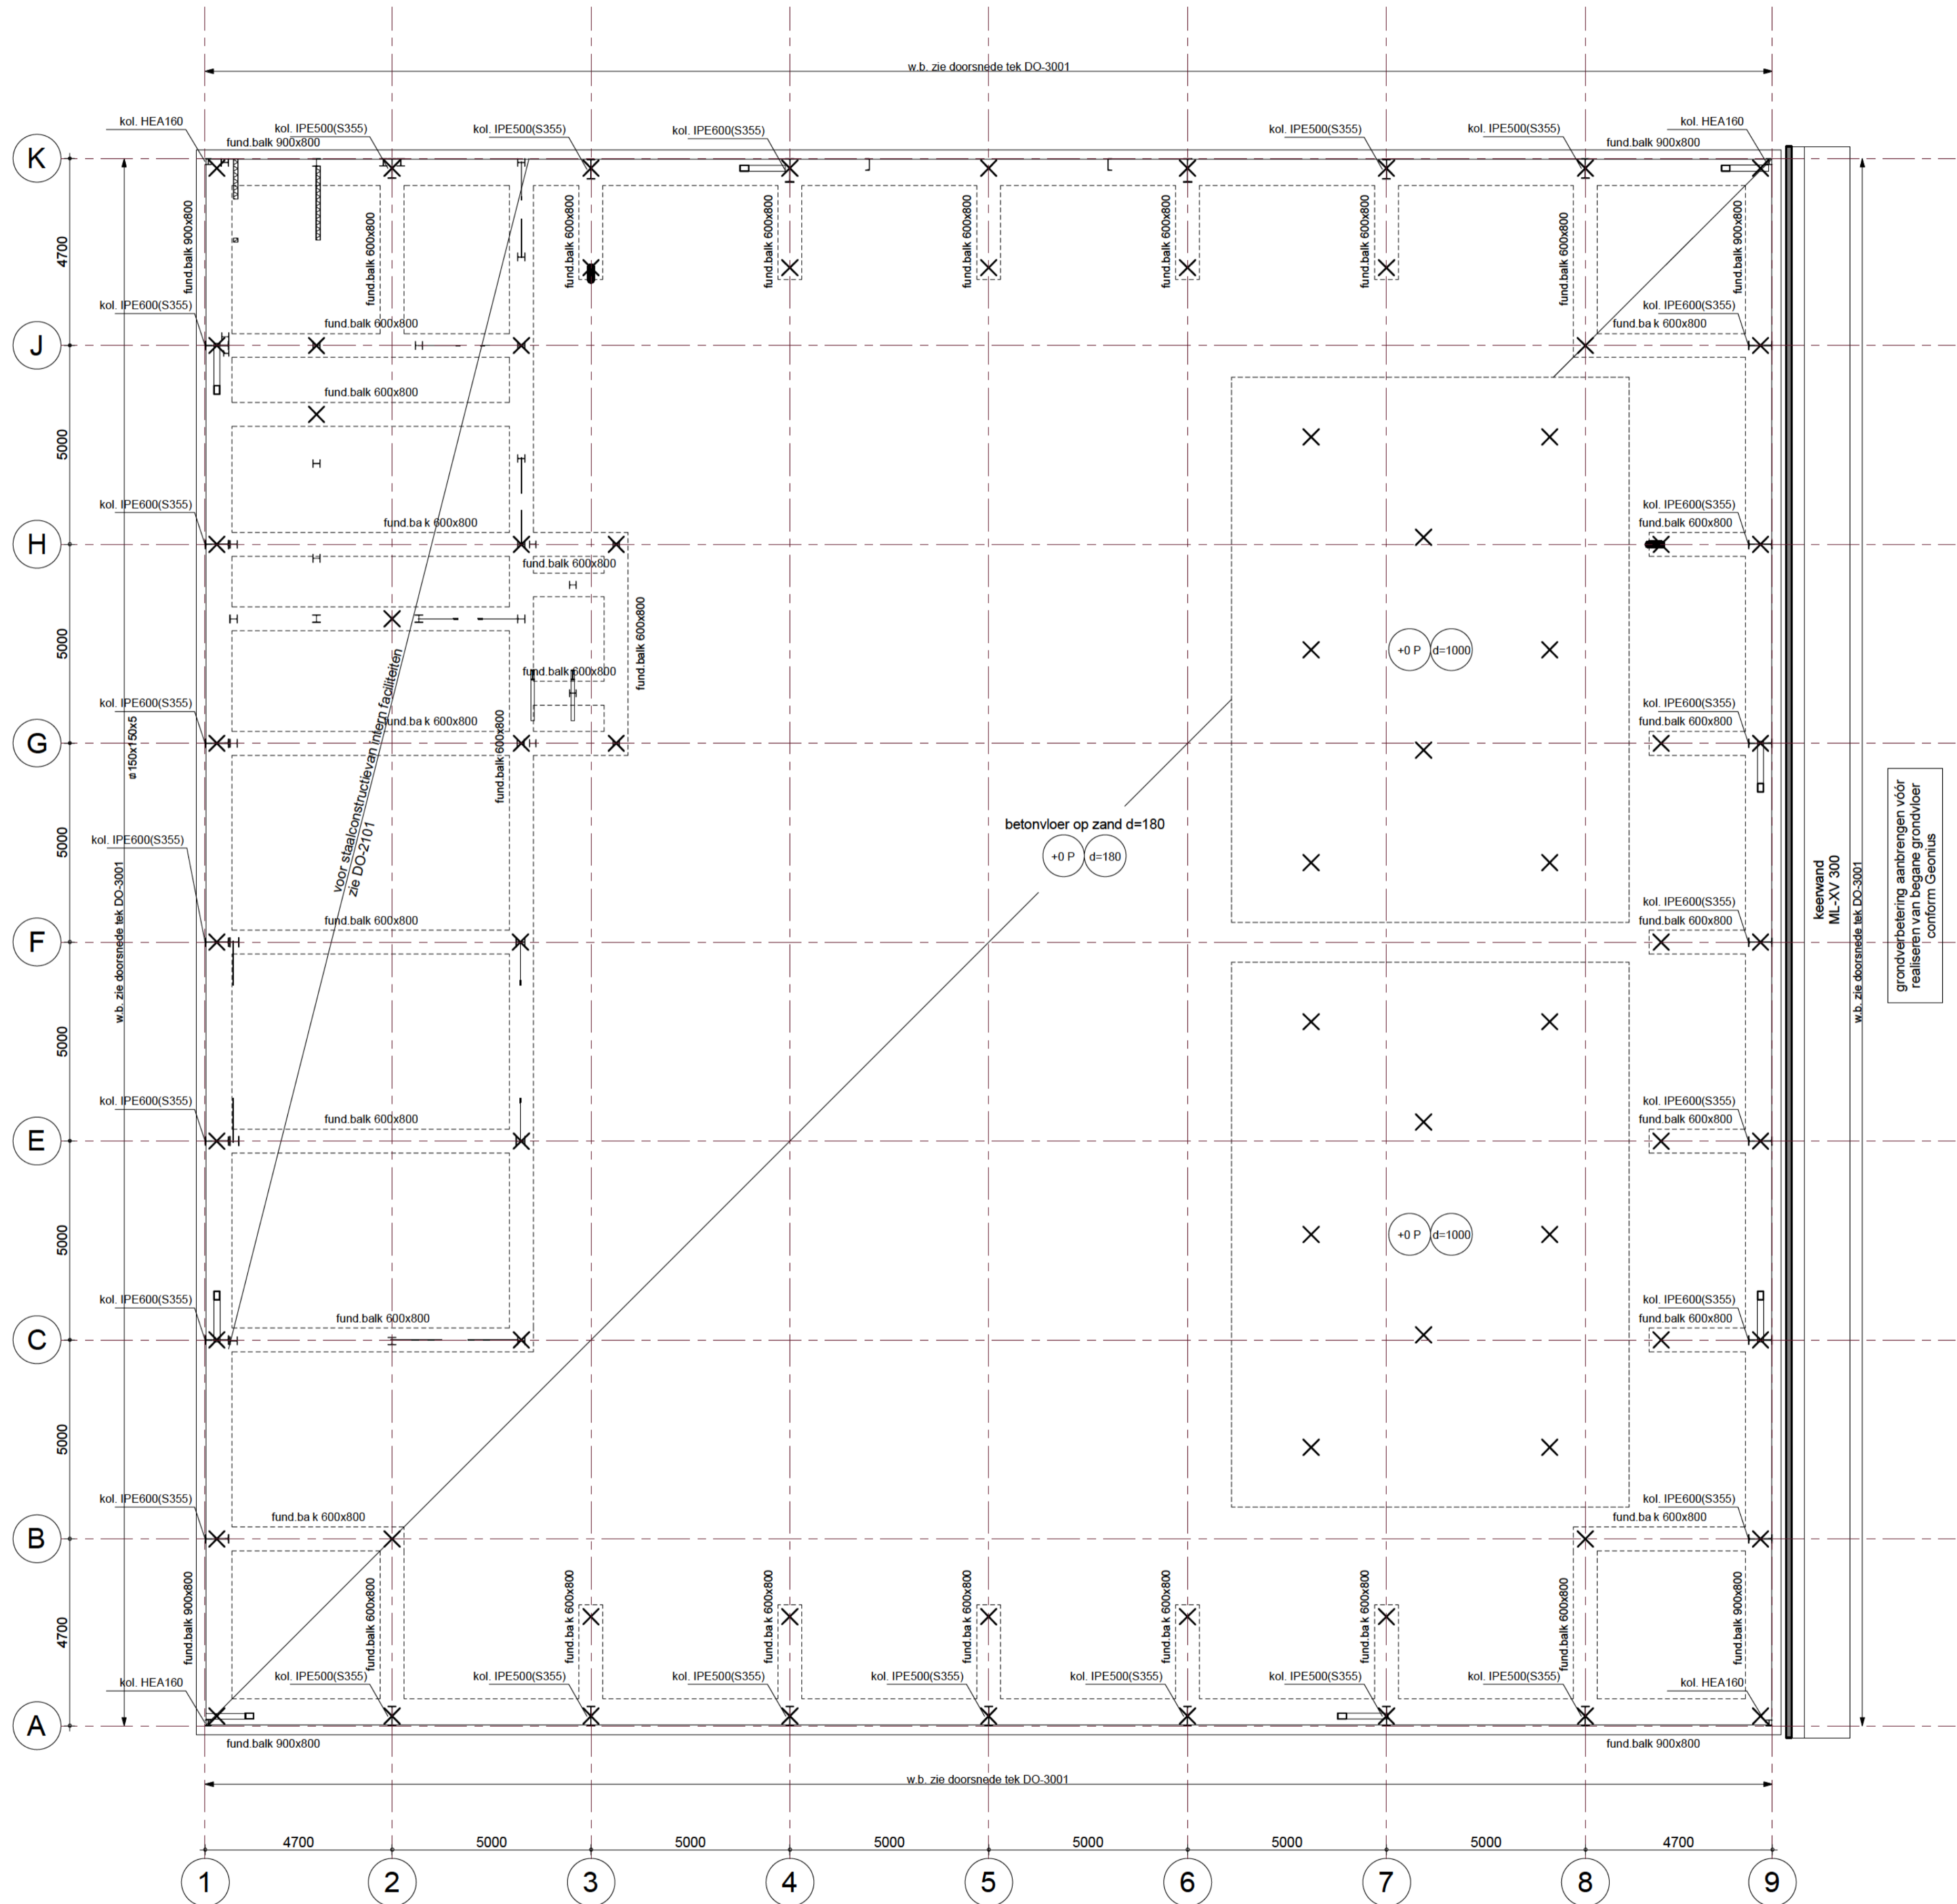 w.b. zie doorsnede tek DO-3001
kol. HEA160
kol. IPE500(S355)
kol. IPE500(S355)
kol. IPE600(S355)
kol. IPE500(S355)
kol. IPE500(S355)
kol. HEA160
fund.balk 900x800
fund.balk 900x800
K
fund.balk 900x800
fund.balk 600x800
fund.balk 600x800
fund.balk 600x800
fund.balk 600x800
fund.balk 600x800
fund.balk 600x800
fund.balk 600x800
fund.balk 900x800
4700
kol. IPE600(S355)
kol. IPE600(S355)
fund.balk 600x800
fund.ba k 600x800
J
fund.balk 600x800
5000
kol. IPE600(S355)
kol. IPE600(S355)
fund.ba k 600x800
fund.balk 600x800
H
fund.balk 600x800
fund.balk 600x800
5000
+0 P
d=1000
voor staalconstructievan intern faciliteiten
zie DO-2101
fund.balk 600x800
kol. IPE600(S355)
kol. IPE600(S355)
fund.ba k 600x800
fund.balk 600x800
fund.balk 600x800
G
⌀150x150x5
5000
betonvloer op zand d=180
+0 P
d=180
kol. IPE600(S355)
w.b. zie doorsnede tek DO-3001
keerwand
ML-XV 300
w.b. zie doorsnede tek DO-3001
grondverbetering aanbrengen vóór
realiseren van begane grondvloer
conform Geonius
kol. IPE600(S355)
fund.balk 600x800
fund.balk 600x800
F
5000
kol. IPE600(S355)
kol. IPE600(S355)
fund.balk 600x800
fund.balk 600x800
E
5000
+0 P
d=1000
kol. IPE600(S355)
kol. IPE600(S355)
fund.balk 600x800
fund.balk 600x800
C
5000
kol. IPE600(S355)
kol. IPE600(S355)
fund.ba k 600x800
fund.ba k 600x800
B
4700
fund.balk 900x800
fund.balk 600x800
fund.ba k 600x800
fund.ba k 600x800
fund.ba k 600x800
fund.ba k 600x800
fund.ba k 600x800
fund.balk 600x800
fund.balk 900x800
kol. HEA160
kol. IPE500(S355)
kol. IPE500(S355)
kol. IPE500(S355)
kol. IPE500(S355)
kol. IPE500(S355)
kol. IPE500(S355)
kol. IPE500(S355)
kol. HEA160
A
fund.balk 900x800
fund.balk 900x800
w.b. zie doorsnede tek DO-3001
4700
5000
5000
5000
5000
5000
5000
4700
1
2
3
4
5
6
7
8
9